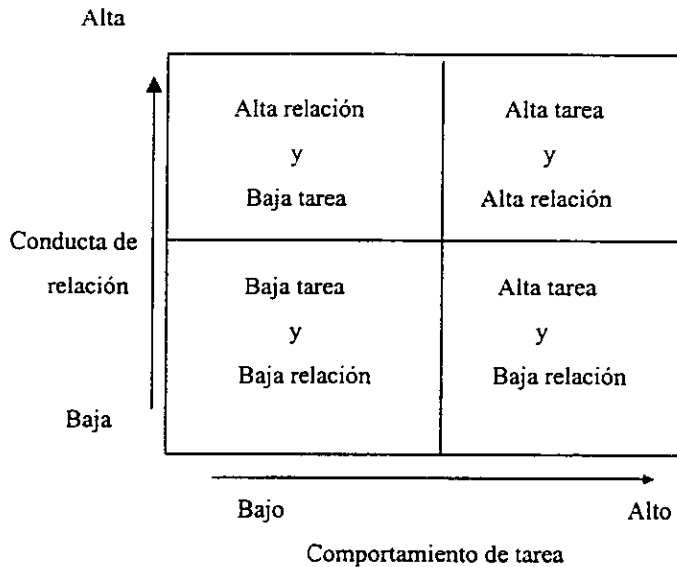 Alta
Alta relación
y
Baja tarea
Alta tarea
y
Alta relación
Conducta de
relación
Baja tarea
y
Baja relación
Alta tarea
y
Baja relación
Baja
Bajo
Alto
Comportamiento de tarea